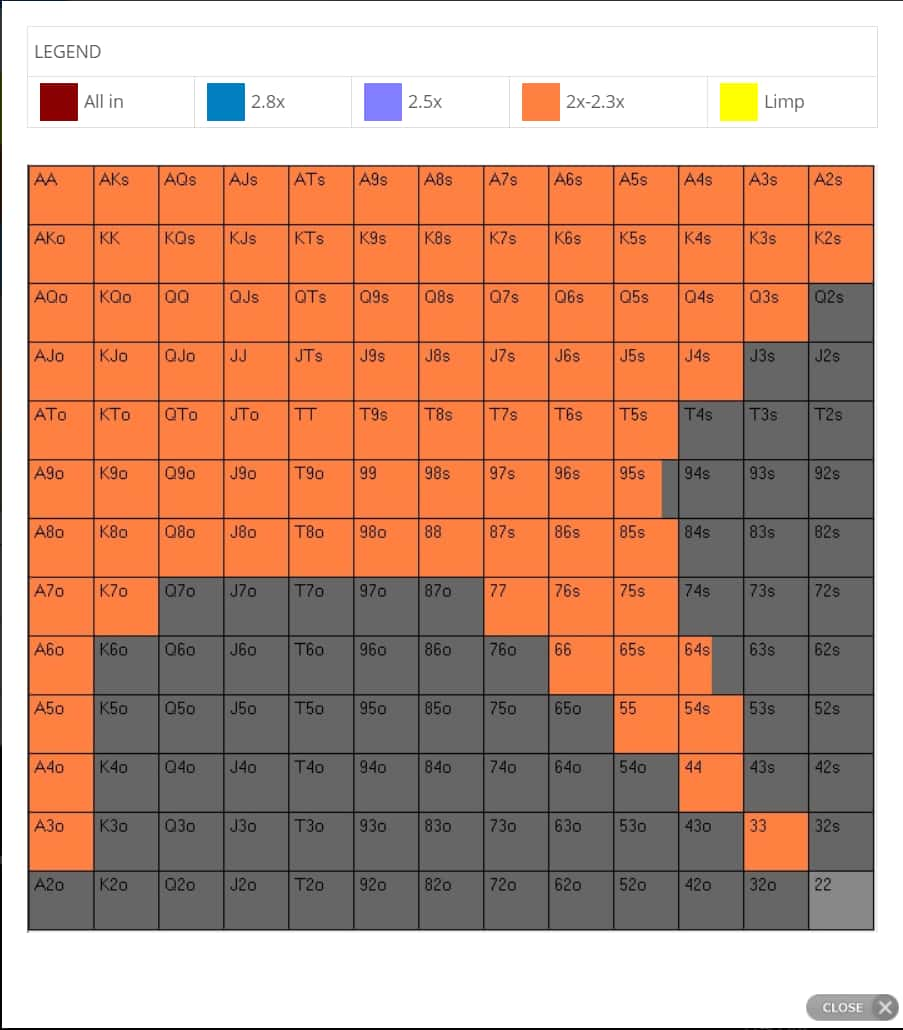 LEGEND
All in 2.8x 2.5x 2x-2.3x Limp
AA AKs AQs AJs ATs A9s A8s A7s A6s A5s A4s A3s A2s
AKo KK KQs KJs KTs K9s K8s K7s K6s K5s K4s K3s K2s
AQo KQo QQ QJs QTs Q9s Q8s Q7s Q6s Q5s Q4s Q3s Q2s
AJo KJo QJo JJ JTs J9s J8s J7s J6s J5s J4s J3s J2s
ATo KTo QTo JTo TT T9s T8s T7s T6s T5s T4s T3s T2s
A9o K9o Q9o J9o T9o 99 98s 97s 96s 95s 94s 93s 92s
A8o K8o Q8o J8o T8o 98o 88 87s 86s 85s 84s 83s 82s
A7o K7o Q7o J7o T7o 97o 87o 77 76s 75s 74s 73s 72s
A6o K6o Q6o J6o T6o 96o 86o 76o 66 65s 64s 63s 62s
A5o K5o Q5o J5o T5o 95o 85o 75o 65o 55 54s 53s 52s
A4o K4o Q4o J4o T4o 94o 84o 74o 64o 54o 44 43s 42s
A3o K3o Q3o J3o T3o 93o 83o 73o 63o 53o 43o 33 32s
A2o K2o Q2o J2o T2o 92o 82o 72o 62o 52o 42o 32o 22
CLOSE